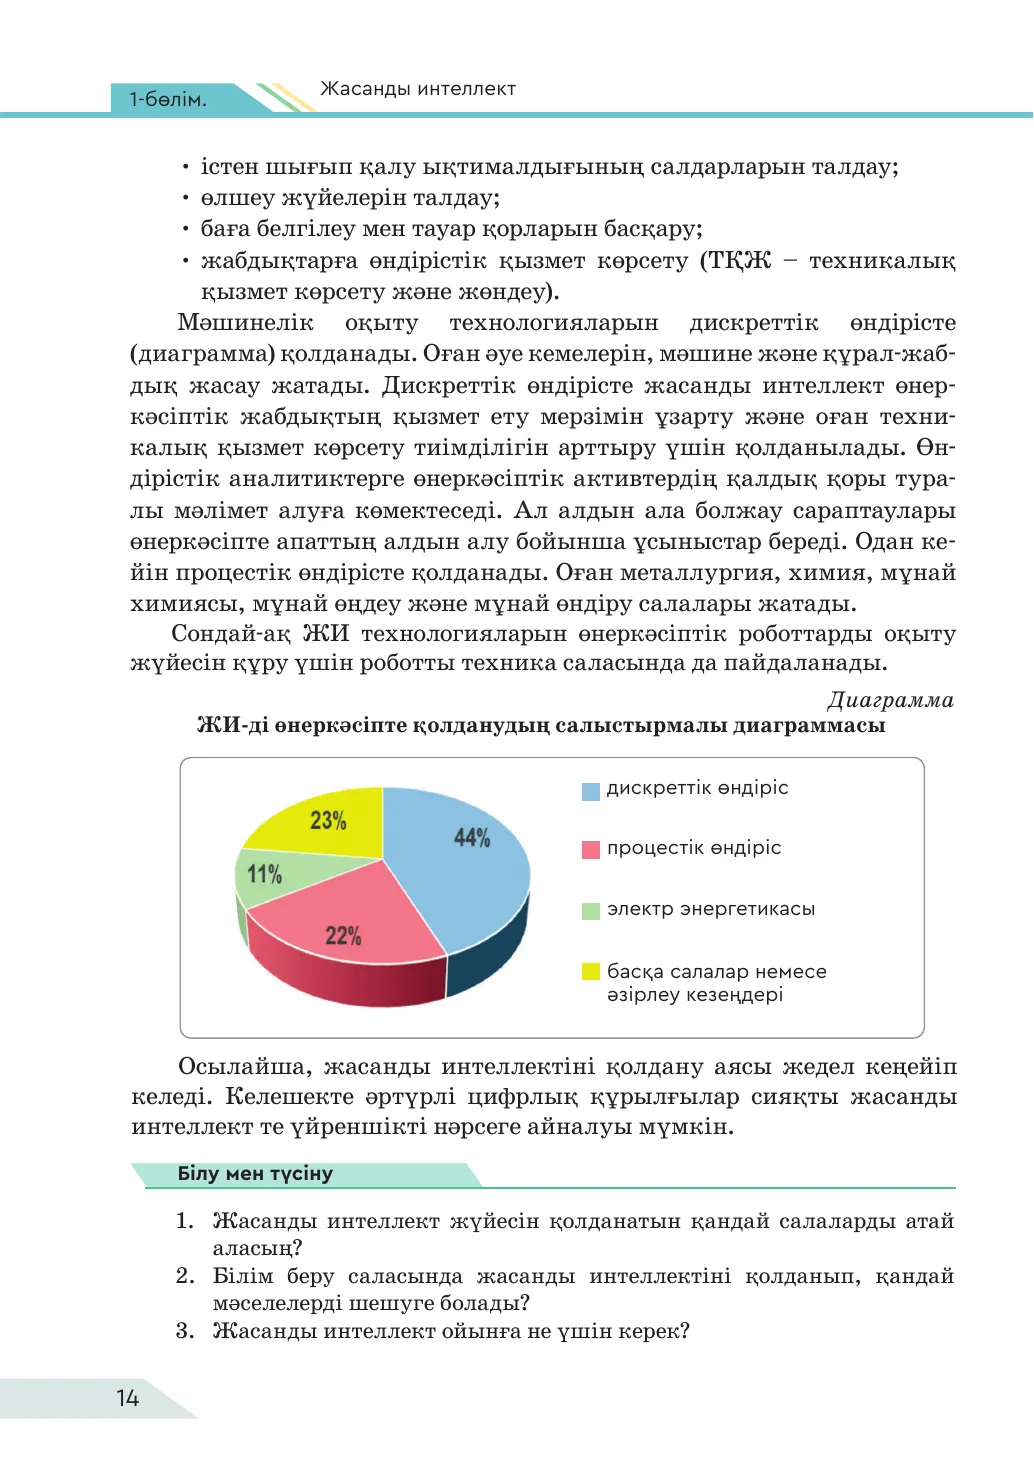 1-бөлім.
Жасанды интеллект
• істен шығып қалу ықтималдығының салдарларын талдау;
• өлшеу жүйелерін талдау;
• баға белгілеу мен тауар қорларын басқару;
• жабдықтарға өндірістік қызмет көрсету (ТҚЖ – техникалық
қызмет көрсету және жөндеу).
Мәшинелік оқыту технологияларын дискреттік өндірісте
(диаграмма) қолданады. Оған әуе кемелерін, мәшине және құрал-жаб-
дық жасау жатады. Дискреттік өндірісте жасанды интеллект өнер-
кәсіптік жабдықтың қызмет ету мерзімін ұзарту және оған техни-
калық қызмет көрсету тиімділігін арттыру үшін қолданылады. Өн-
дірістік аналитиктерге өнеркәсіптік активтердің қалдық қоры тура-
лы мәлімет алуға көмектеседі. Ал алдын ала болжау сараптаулары
өнеркәсіпте апаттың алдын алу бойынша ұсыныстар береді. Одан ке-
йін процестік өндірісте қолданады. Оған металлургия, химия, мұнай
химиясы, мұнай өңдеу және мұнай өндіру салалары жатады.
Сондай-ақ ЖИ технологияларын өнеркәсіптік роботтарды оқыту
жүйесін құру үшін роботты техника саласында да пайдаланады.
Диаграмма
ЖИ-ді өнеркәсіпте қолданудың салыстырмалы диаграммасы
23%
44%
11%
22%
дискреттік өндіріс
процестік өндіріс
электр энергетикасы
басқа салалар немесе
әзірлеу кезеңдері
Осылайша, жасанды интеллектіні қолдану аясы жедел кеңейіп
келеді. Келешекте әртүрлі цифрлық құрылғылар сияқты жасанды
интеллект те үйреншікті нәрсеге айналуы мүмкін.
Білу мен түсіну
1. Жасанды интеллект жүйесін қолданатын қандай салаларды атай
аласың?
2. Білім беру саласында жасанды интеллектіні қолданып, қандай
мәселелерді шешуге болады?
3. Жасанды интеллект ойынға не үшін керек?
14